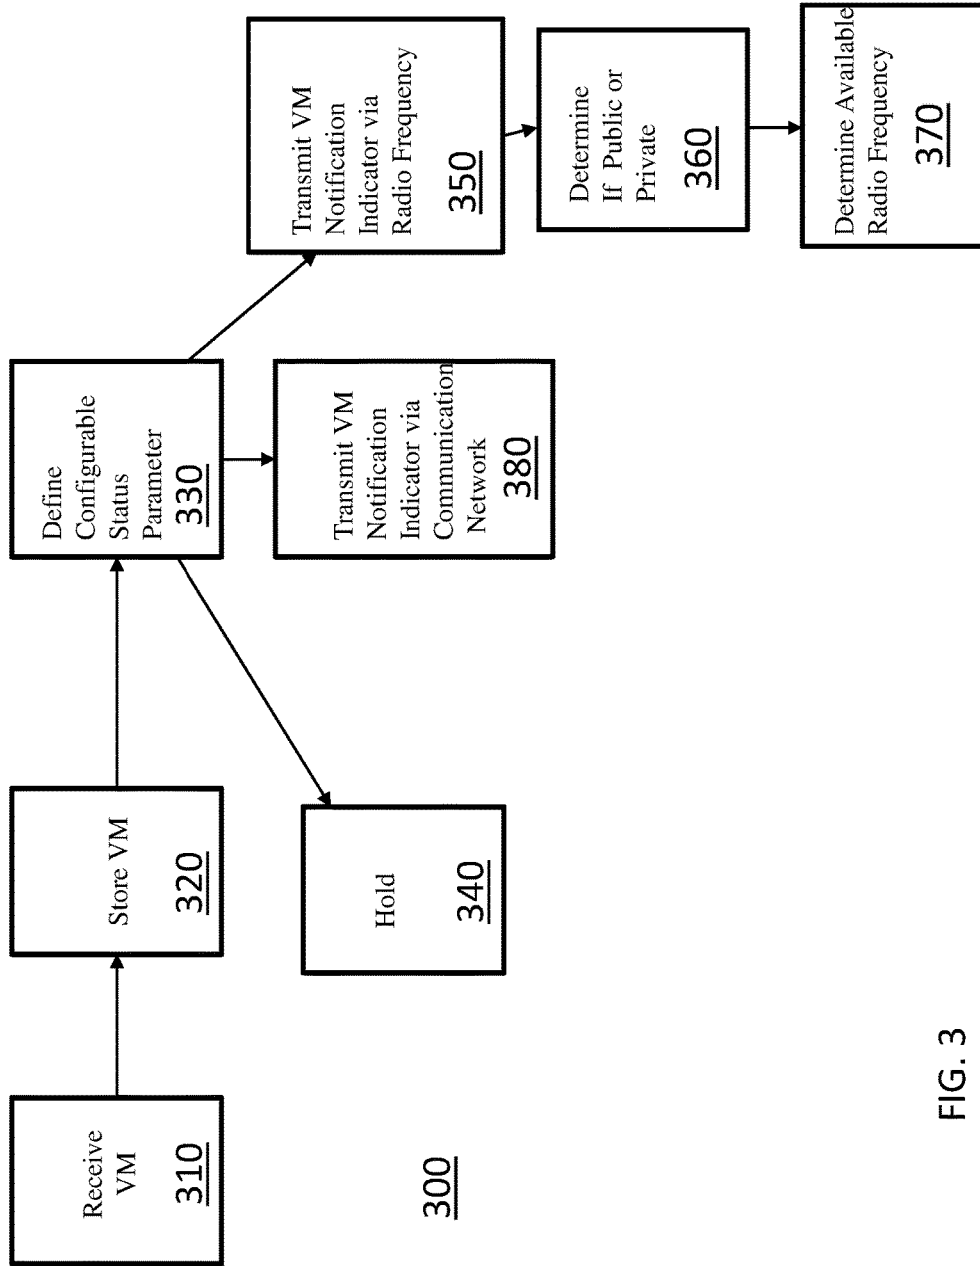 Receive
VM
310
Store VM
320
Define
Configurable
Status
Parameter
330
Hold
340
Transmit VM
Notification
Indicator via
Communication
Network
380
Transmit VM
Notification
Indicator via
Radio Frequency
350
Determine
If Public or
Private
360
Determine Available
Radio Frequency
370
300
FIG. 3